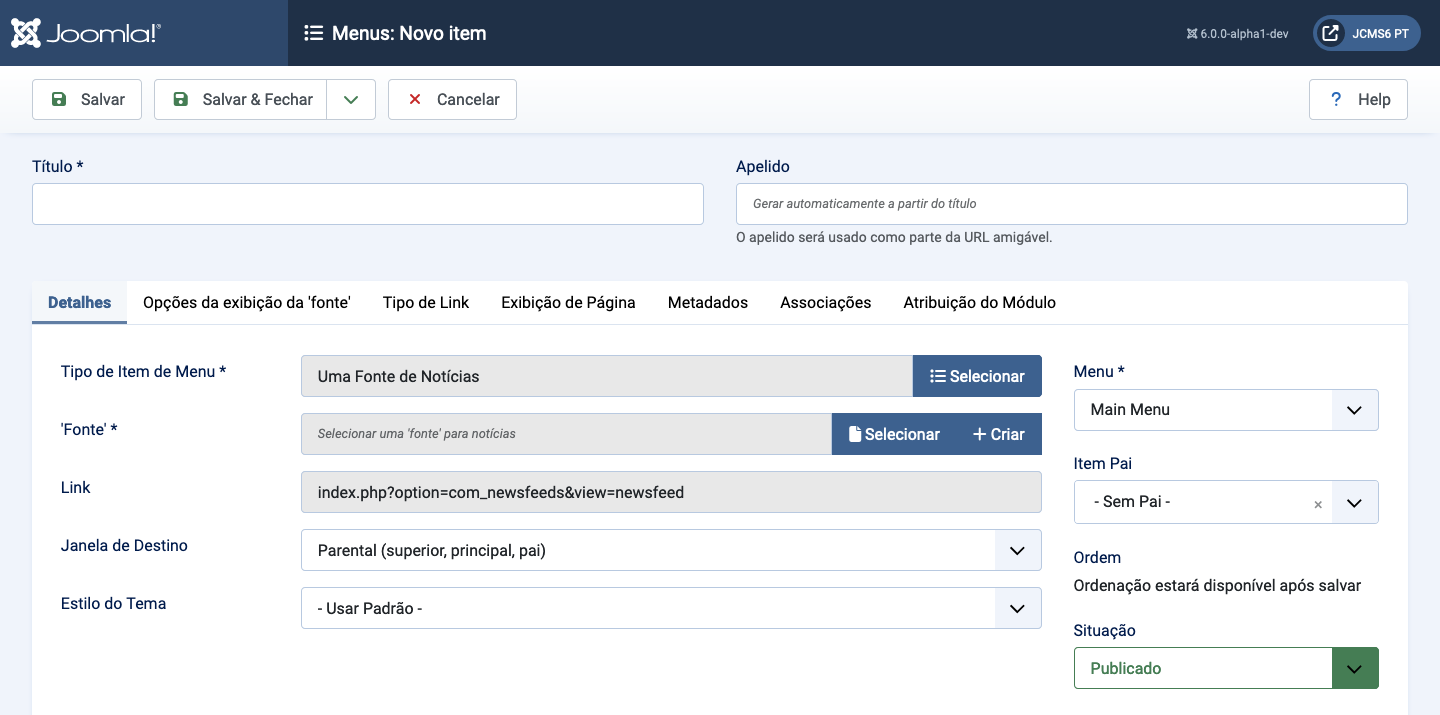 Joomla!®
Menus: Novo item
6.0.0-alpha1-dev
JCMS6 PT
Salvar
Salvar & Fechar
Cancelar
? Help
Título *
Apelido
Gerar automaticamente a partir do título
O apelido será usado como parte da URL amigável.
Detalhes
Opções da exibição da 'fonte'
Tipo de Link
Exibição de Página
Metadados
Associações
Atribuição do Módulo
Tipo de Item de Menu *
Uma Fonte de Notícias
Selecionar
'Fonte' *
Selecionar uma 'fonte' para notícias
Selecionar
Criar
Link
index.php?option=com_newsfeeds&view=newsfeed
Janela de Destino
Parental (superior, principal, pai)
Estilo do Tema
- Usar Padrão -
Menu *
Main Menu
Item Pai
- Sem Pai -
Ordem
Ordenação estará disponível após salvar
Situação
Publicado